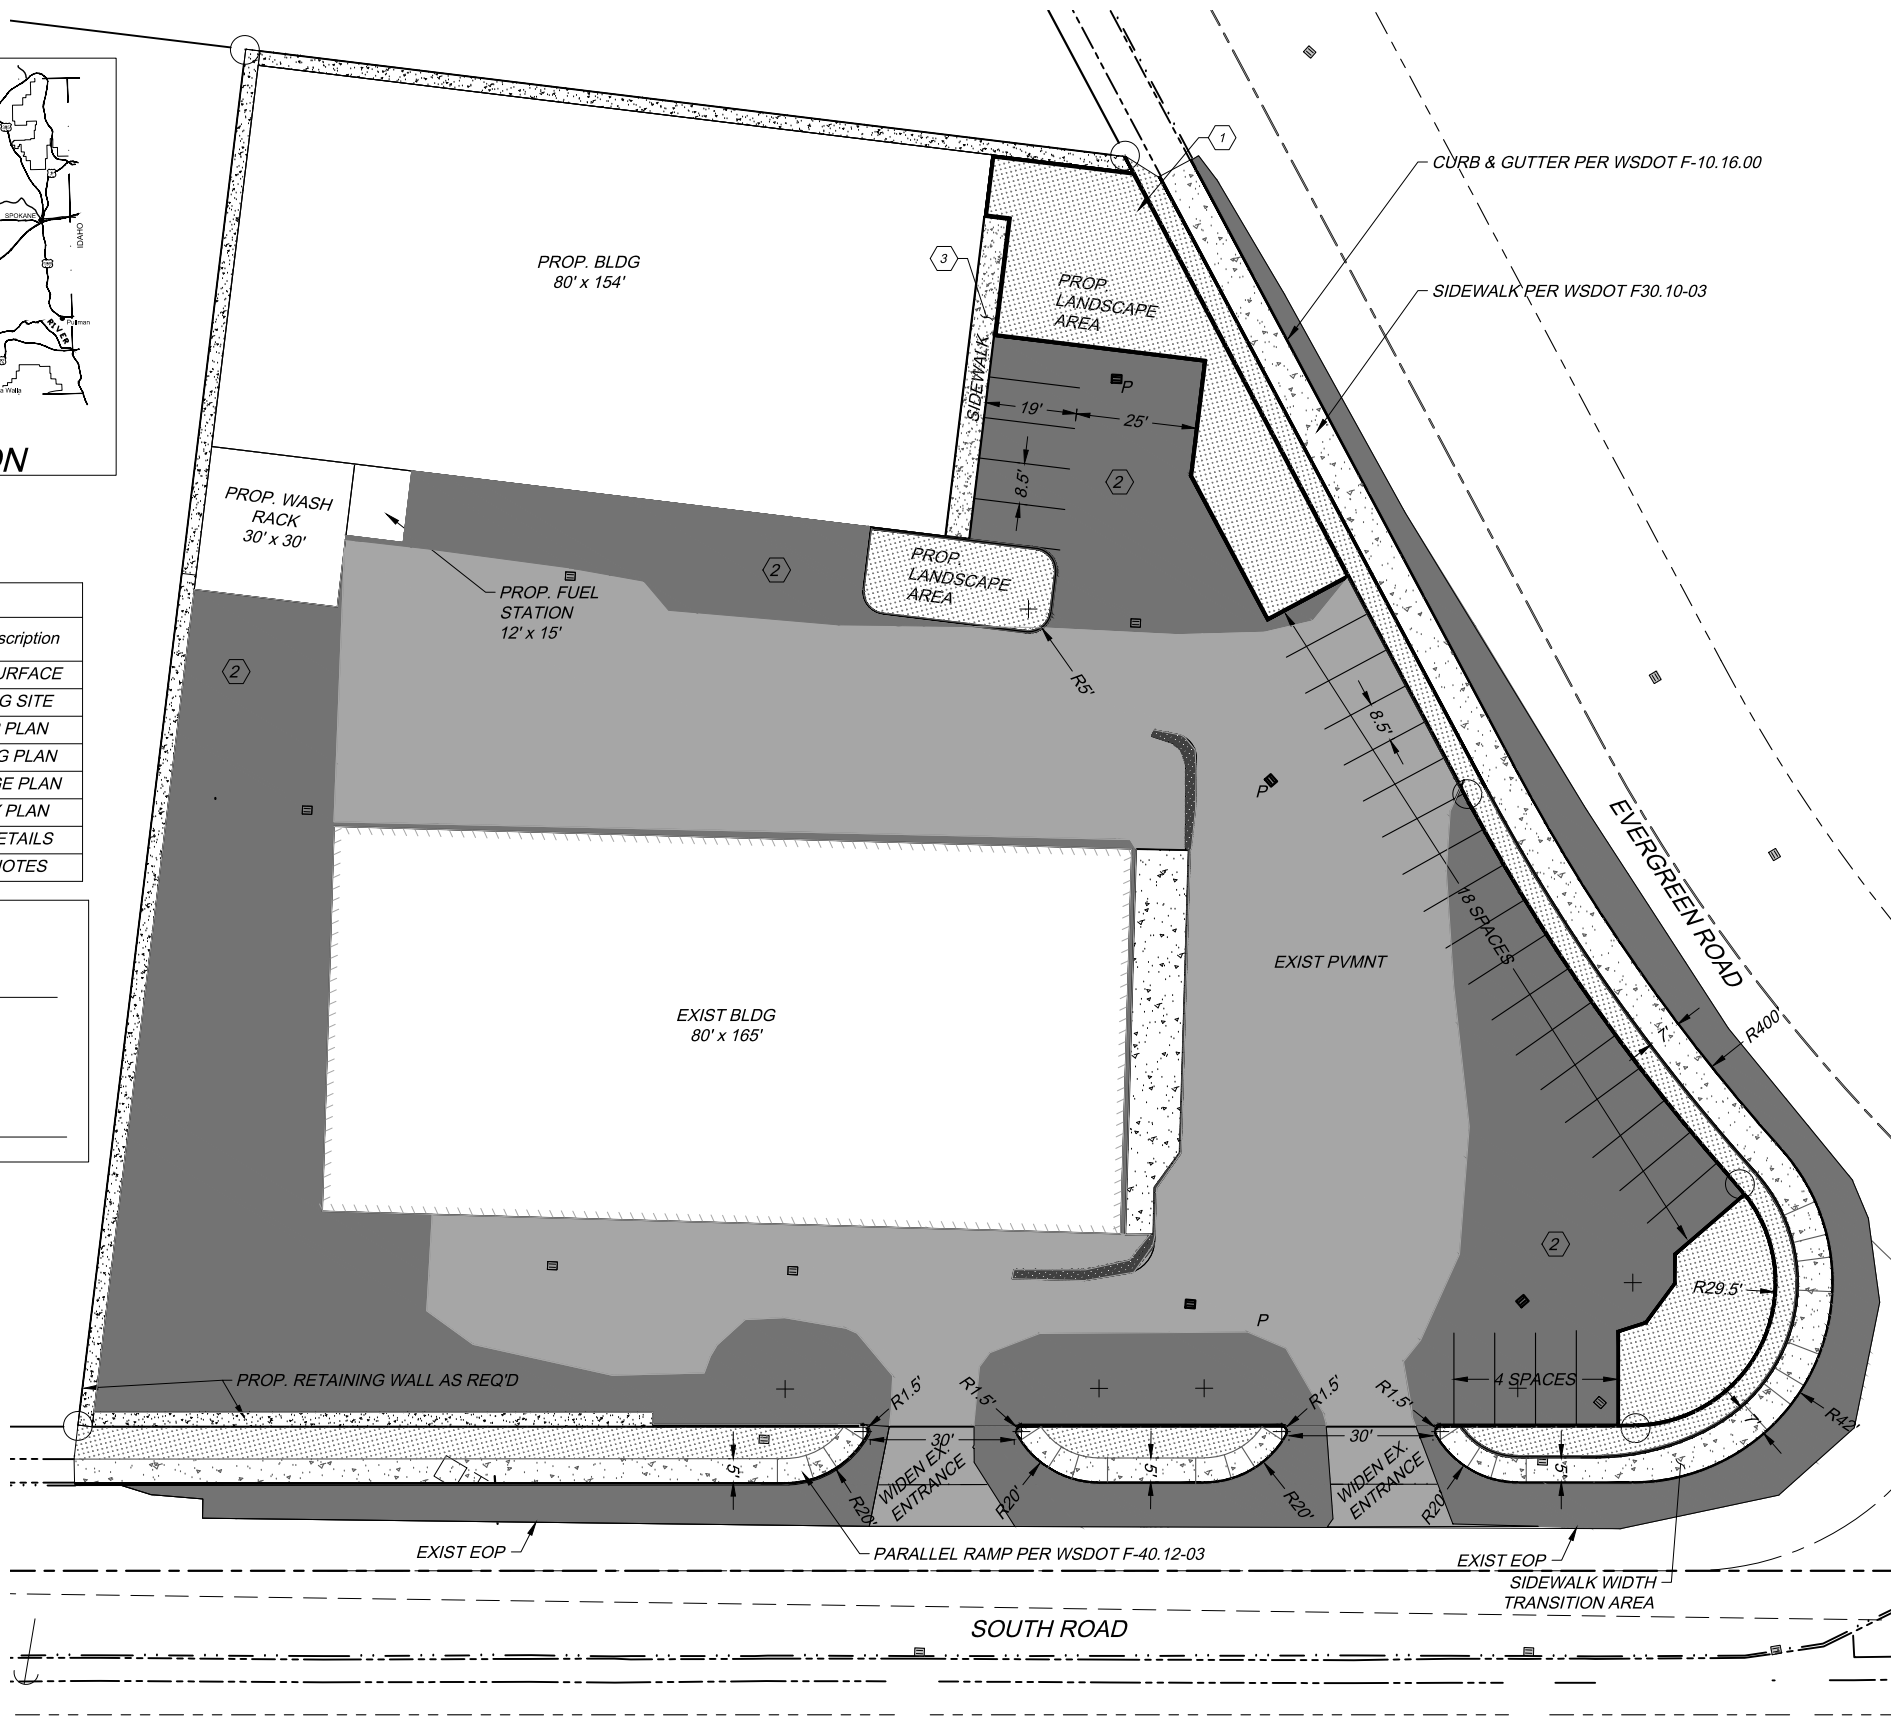 SPOKANE
IDAHO
Pullman
RIVER
a Walla
ON
scription
URFACE
G SITE
PLAN
G PLAN
GE PLAN
PLAN
ETAILS
NOTES
1
CURB & GUTTER PER WSDOT F-10.16.00
PROP. BLDG
80' x 154'
3
PROP.
LANDSCAPE
AREA
SIDEWALK PER WSDOT F30.10-03
SIDEWALK
P
19'
25'
8.5'
2
PROP. WASH
RACK
30' x 30'
2
PROP.
LANDSCAPE
AREA
PROP. FUEL
STATION
12' x 15'
2
R5'
8.5'
P
EVERGREEN ROAD
18 SPACES
EXIST PVMNT
EXIST BLDG
80' x 165'
7'
R400'
2
R29.5'
P
PROP. RETAINING WALL AS REQ'D
R1.5'
R1.5'
R1.5'
R1.5'
4 SPACES
7'
R42'
30'
30'
5'
5'
5'
WIDEN EX.
ENTRANCE
WIDEN EX.
ENTRANCE
R20'
R20'
R20'
R20'
EXIST EOP
PARALLEL RAMP PER WSDOT F-40.12-03
EXIST EOP
SIDEWALK WIDTH
TRANSITION AREA
SOUTH ROAD